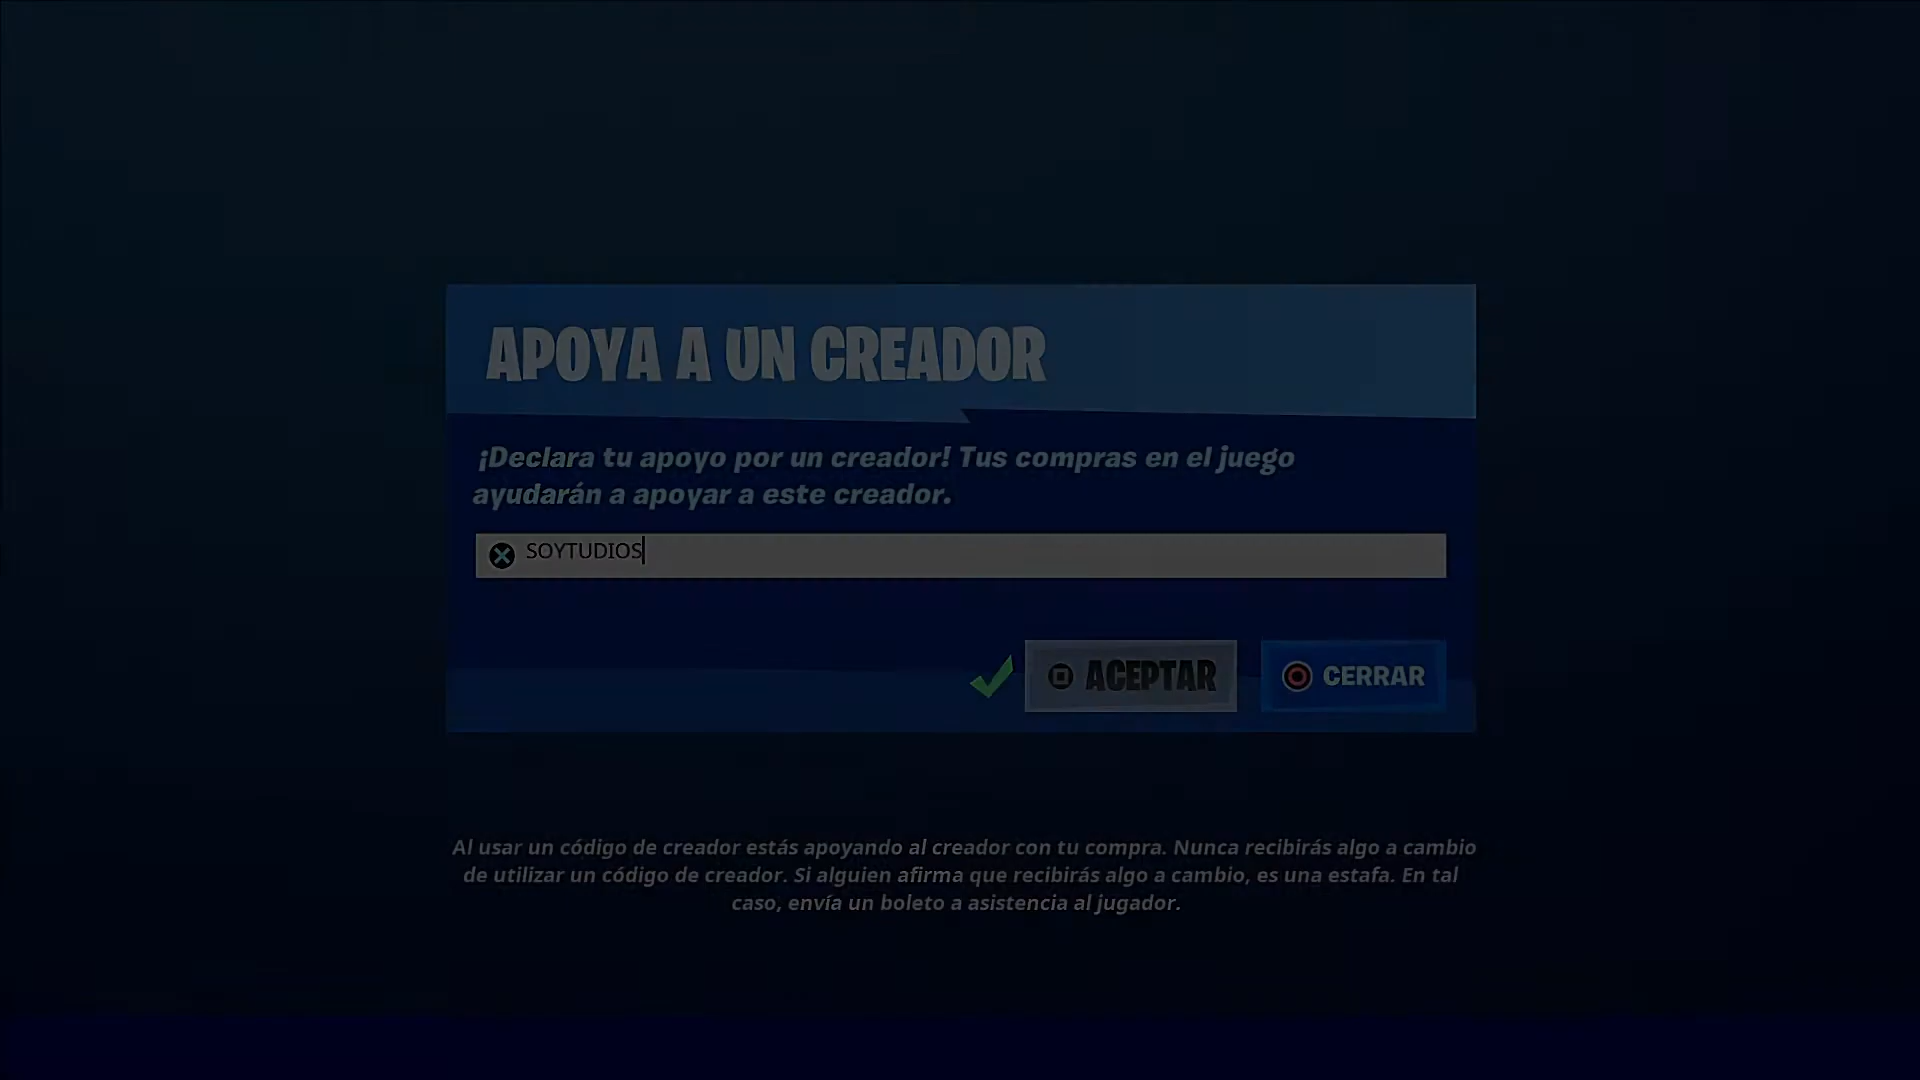 APOYA A UN CREADOR
¡Declara tu apoyo por un creador! Tus compras en el juego
ayudarán a apoyar a este creador.
SOYTUDIOS
ACEPTAR
CERRAR
Al usar un código de creador estás apoyando al creador con tu compra. Nunca recibirás algo a cambio
de utilizar un código de creador. Si alguien afirma que recibirás algo a cambio, es una estafa. En tal
caso, envía un boleto a asistencia al jugador.